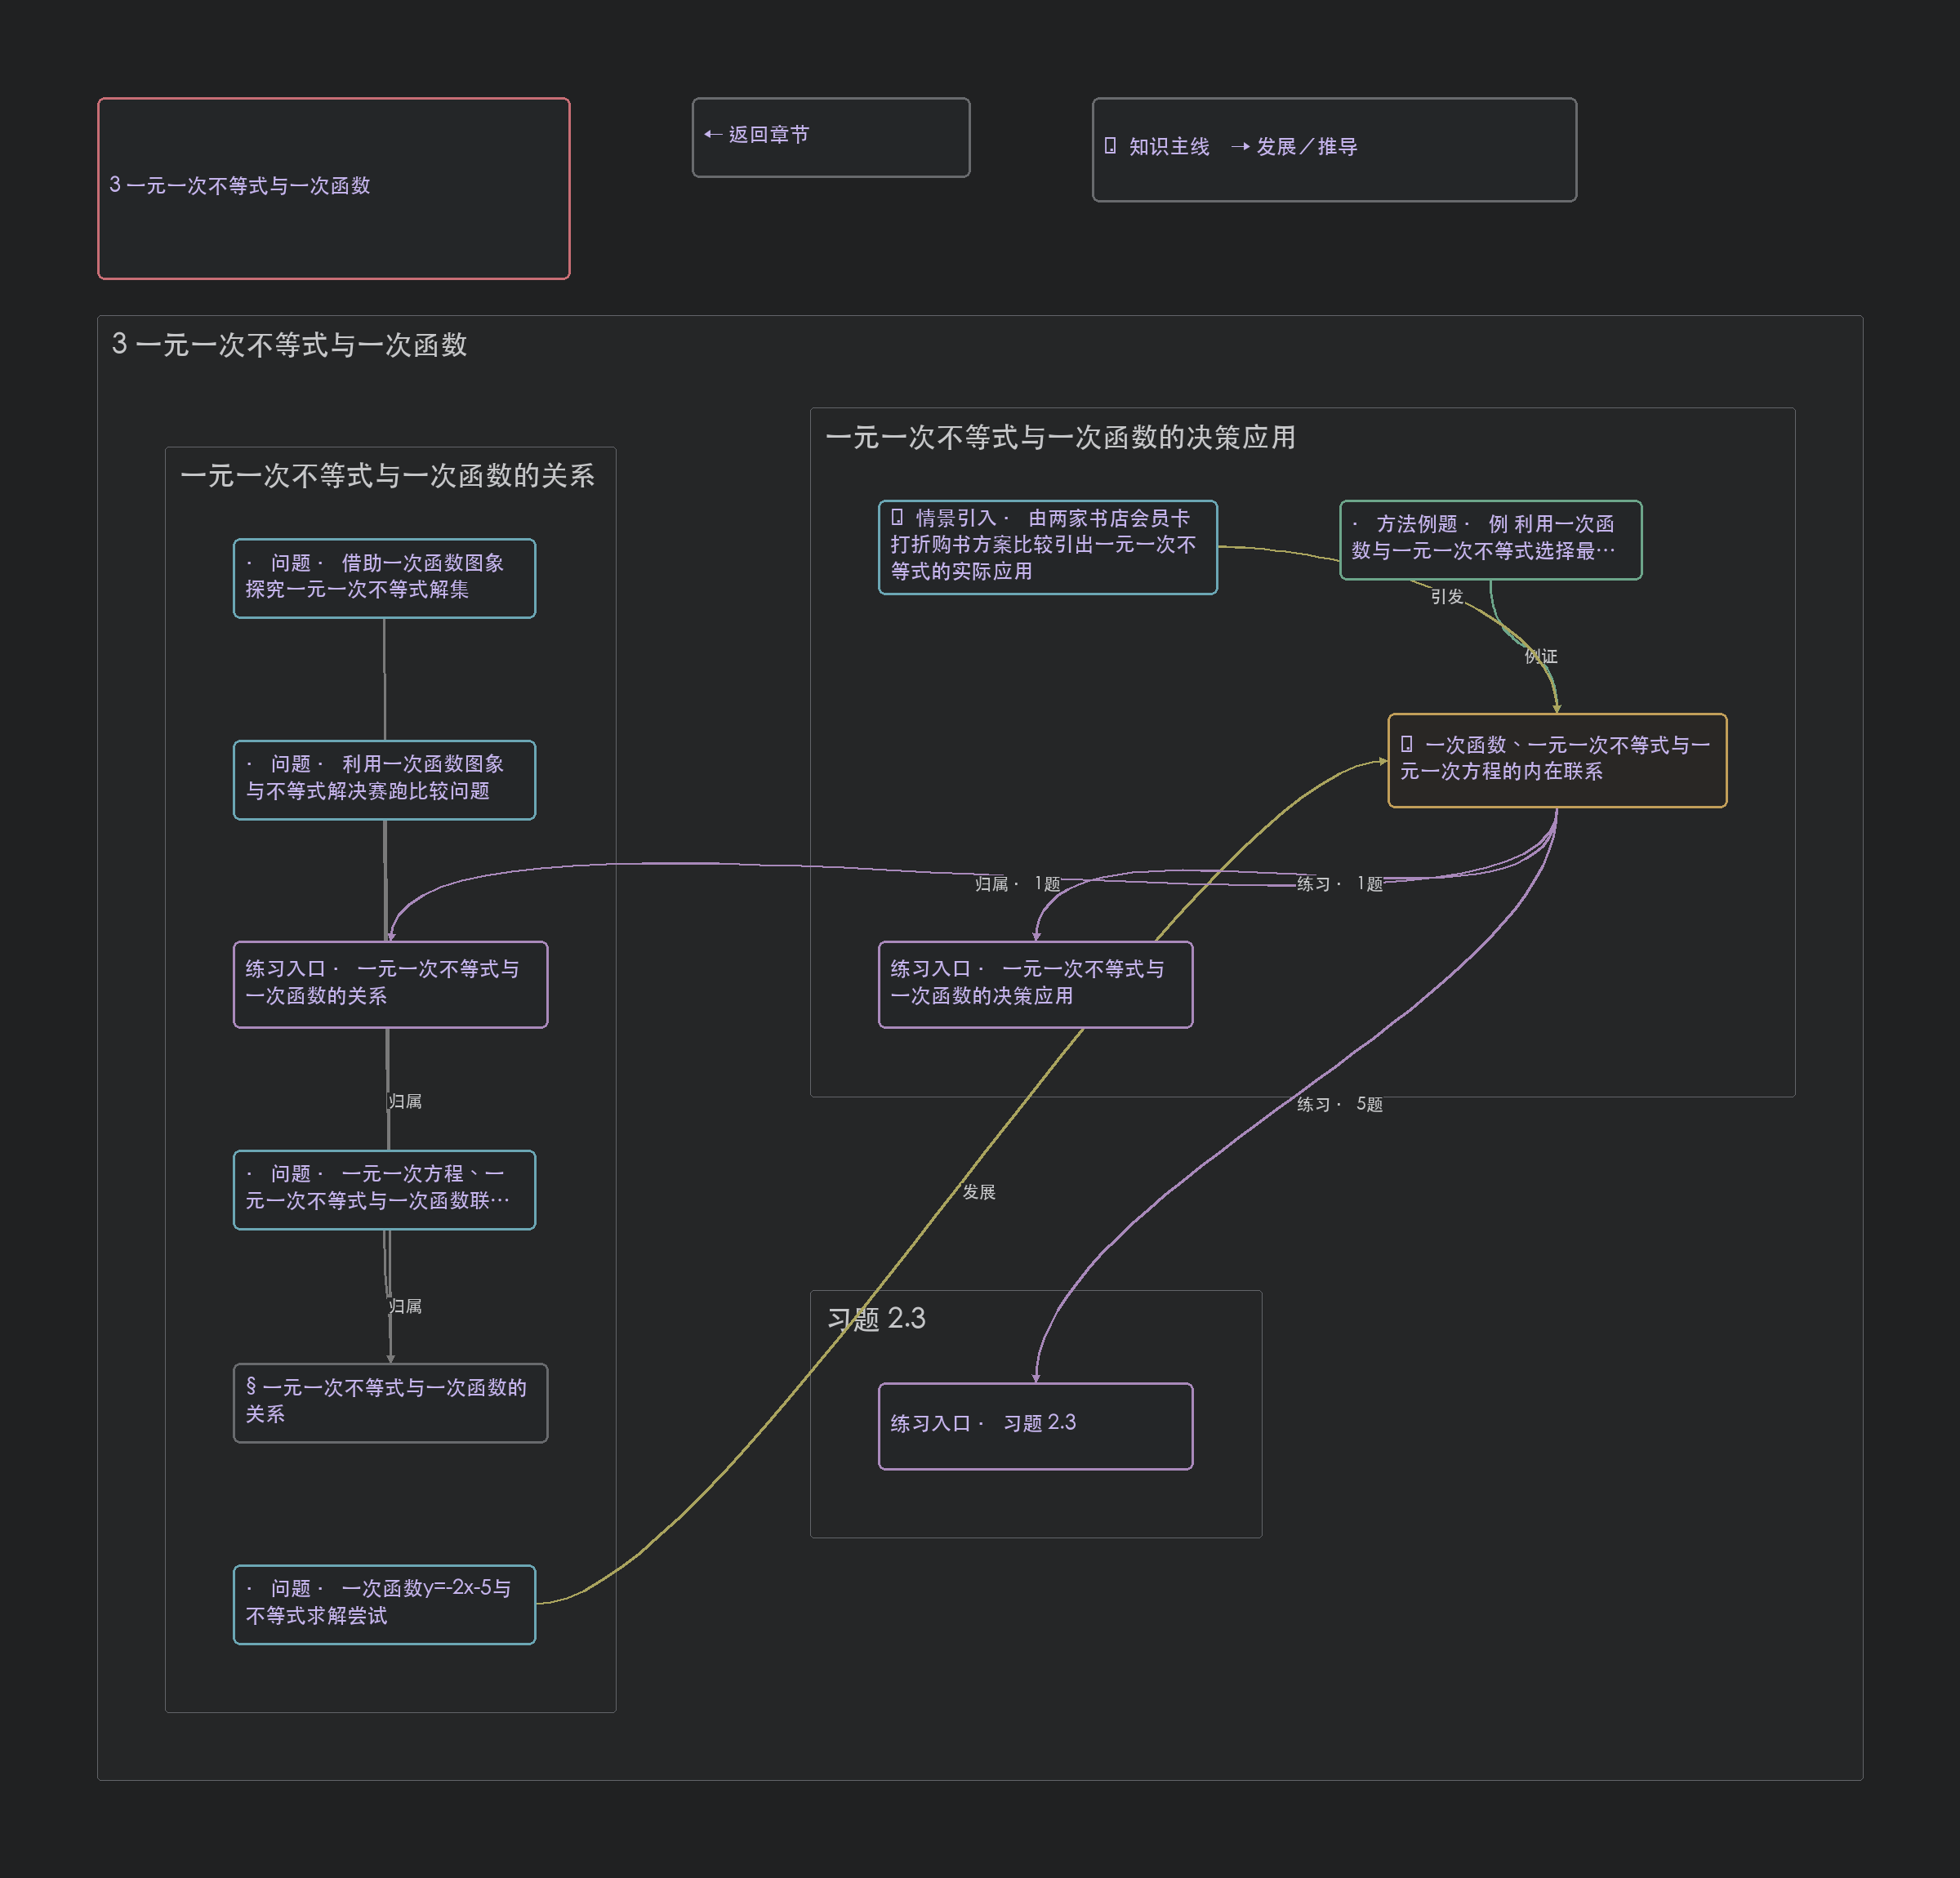 3 一元一次不等式与一次函数
← 返回章节
知识主线 → 发展／推导
3 一元一次不等式与一次函数
一元一次不等式与一次函数的关系
· 问题 · 借助一次函数图象
探究一元一次不等式解集
· 问题 · 利用一次函数图象
与不等式解决赛跑比较问题
练习入口 · 一元一次不等式与
一次函数的关系
归属
· 问题 · 一元一次方程、一
元一次不等式与一次函数联…
归属
§ 一元一次不等式与一次函数的
关系
· 问题 · 一次函数y=-2x-5与
不等式求解尝试
一元一次不等式与一次函数的决策应用
情景引入 · 由两家书店会员卡
打折购书方案比较引出一元一次不
等式的实际应用
· 方法例题 · 例 利用一次函
数与一元一次不等式选择最…
引发
例证
一次函数、一元一次不等式与一
元一次方程的内在联系
归属 · 1题
练习 · 1题
练习入口 · 一元一次不等式与
一次函数的决策应用
练习 · 5题
发展
习题 2.3
练习入口 · 习题 2.3